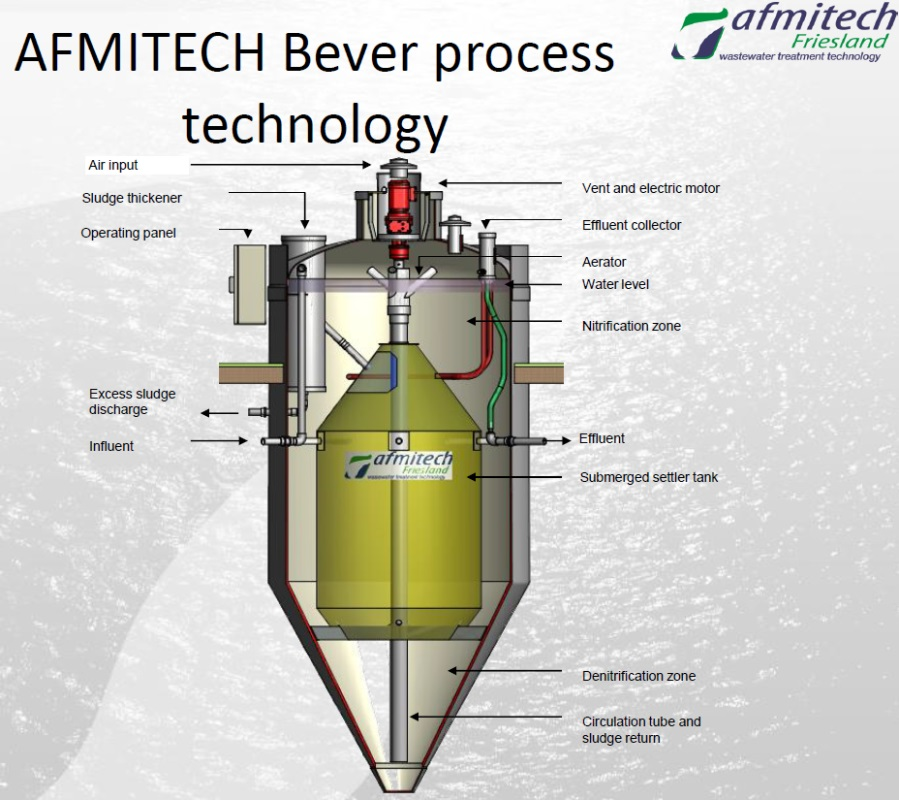 AFMITECH Bever process
technology
afmitech
Friesland
wastewater treatment technology
Air input
Sludge thickener
Operating panel
Excess sludge
discharge
Influent
Vent and electric motor
Effluent collector
Aerator
Water level
Nitrification zone
Effluent
Submerged settler tank
Denitrification zone
Circulation tube and
sludge return
afmitech
Friesland
wastewater treatment technology